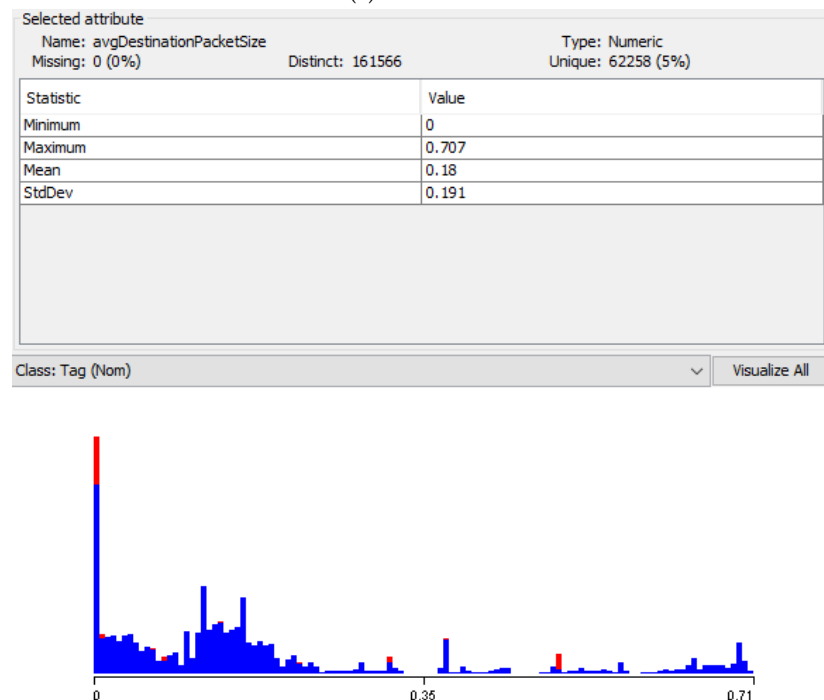 Selected attribute
Name: avgDestinationPacketSize Type: Numeric
Missing: 0 (0%) Distinct: 161566 Unique: 62258 (5%)
Statistic Value
Minimum 0
Maximum 0.707
Mean 0.18
StdDev 0.191
Class: Tag (Nom) Visualize All
0 0.35 0.71